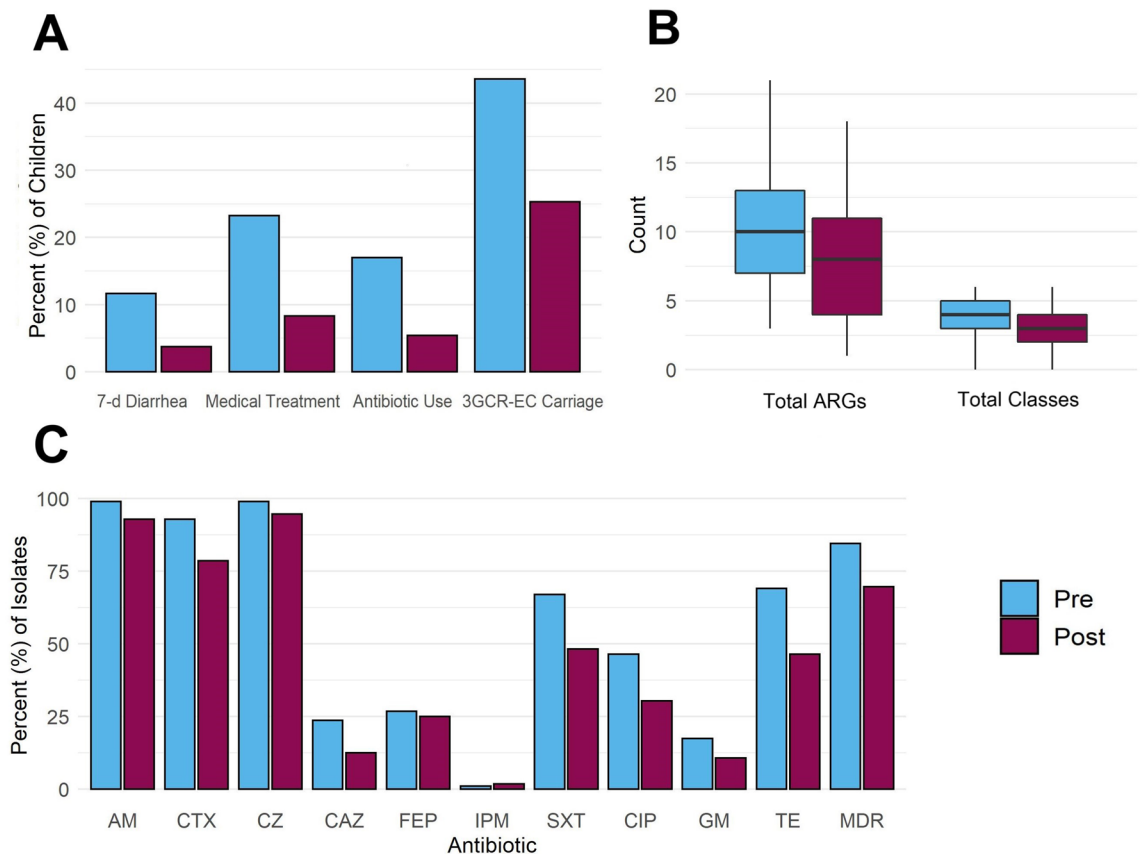 A
Percent (%) of Children
40
30
20
10
0
7-d Diarrhea Medical Treatment Antibiotic Use 3GCR-EC Carriage
B
Count
20
15
10
5
0
Total ARGs Total Classes
C
Percent (%) of Isolates
100
75
50
25
0
AM CTX CZ CAZ FEP IPM SXT CIP GM TE MDR
Antibiotic
Pre
Post